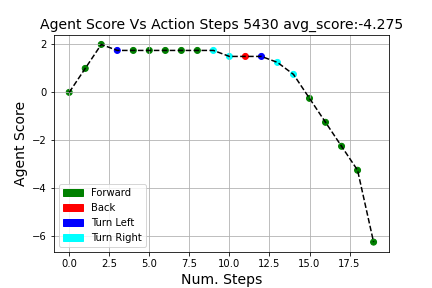 Agent Score Vs Action Steps 5430 avg_score:-4.275
2
0
−2
−4
−6
Agent Score
Forward
Back
Turn Left
Turn Right
0.0 2.5 5.0 7.5 10.0 12.5 15.0 17.5
Num. Steps